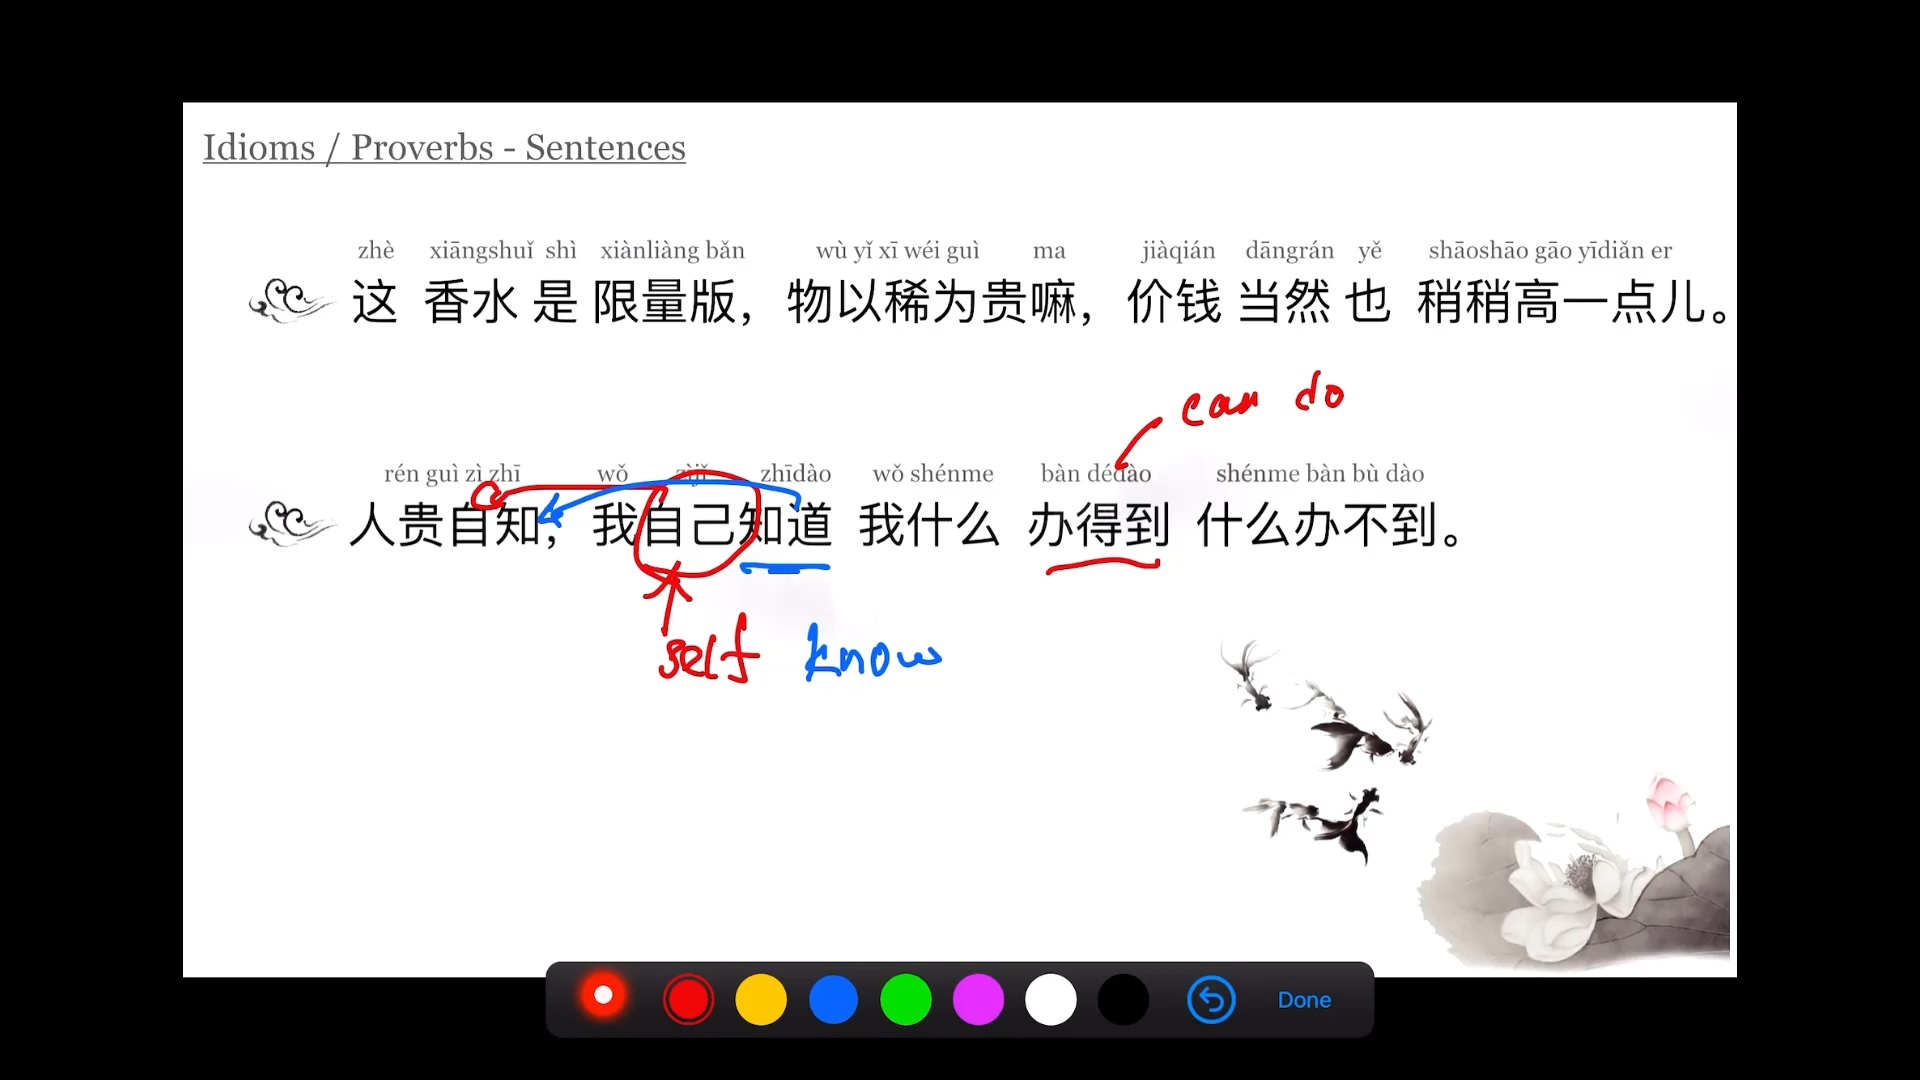 Idioms / Proverbs - Sentences
zhè xiāngshuǐ shì xiànliàng bǎn wù yǐ xī wéi guì ma jiàqián dāngrán yě shāoshāo gāo yīdiǎn er
这 香水 是 限量版，物以稀为贵嘛，价钱 当然 也 稍稍高一点儿。
can do
rén guì zì zhī wǒ zìjǐ zhīdào wǒ shénme bàn dédào shénme bàn bù dào
人贵自知，我自己知道 我什么 办得到 什么办不到。
self know
Done